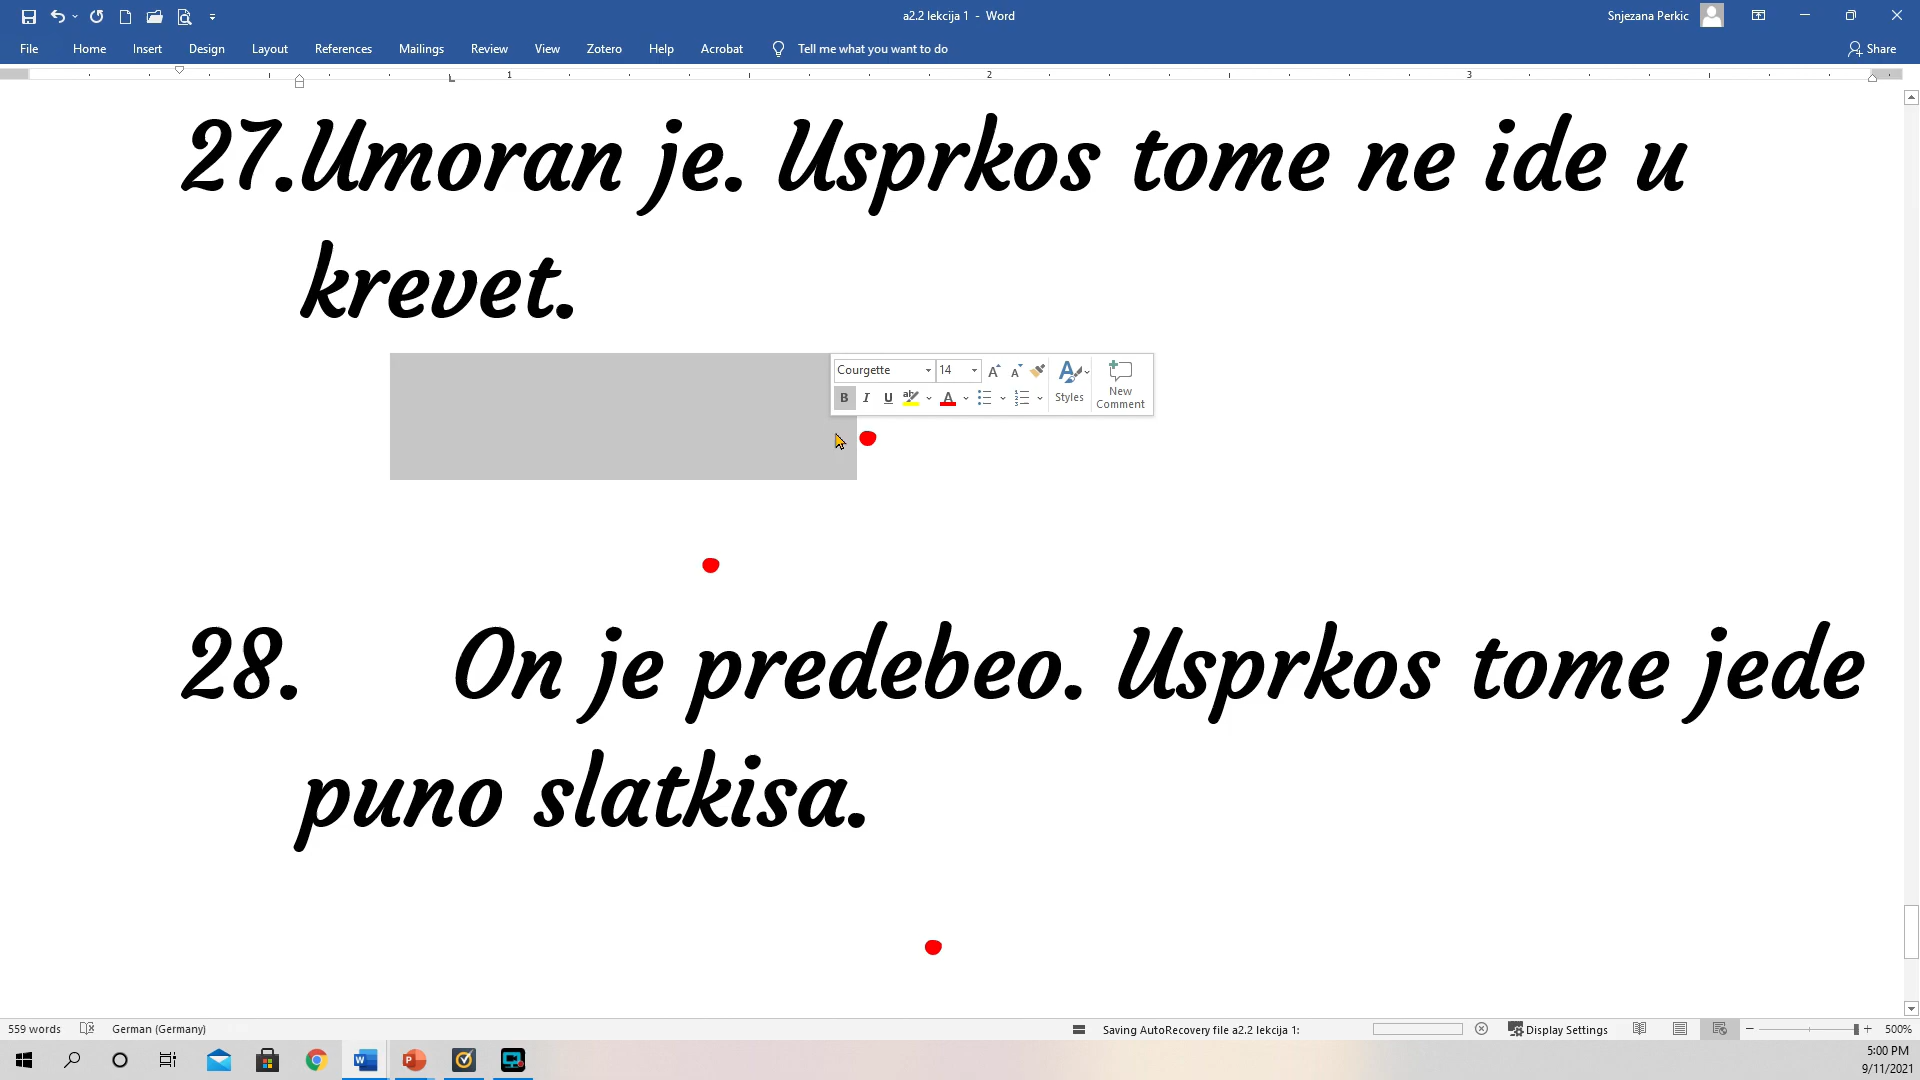 a2.2 lekcija 1 - Word
Snjezana Perkic
File Home Insert Design Layout References Mailings Review View Zotero Help Acrobat Tell me what you want to do Share
1 2 3
27.Umoran je. Usprkos tome ne ide u
krevet.
Courgette 14
B I U Styles New Comment
28. On je predebeo. Usprkos tome jede
puno slatkisa.
559 words German (Germany) Saving AutoRecovery file a2.2 lekcija 1: Display Settings 500%
5:00 PM
9/11/2021